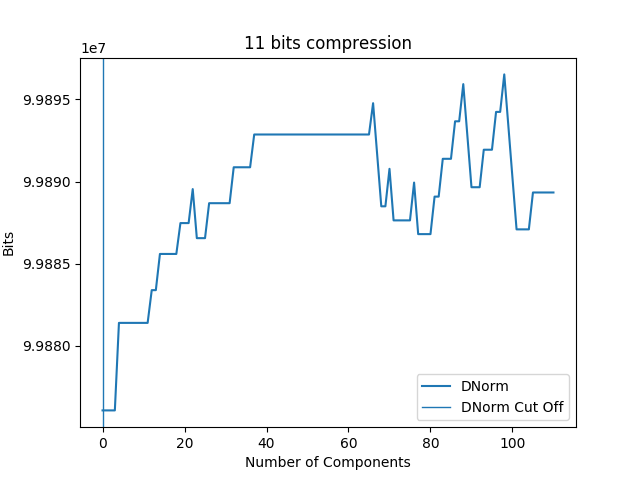 11 bits compression
1e7
9.9895
9.9890
9.9885
9.9880
Bits
0 20 40 60 80 100
Number of Components
DNorm
DNorm Cut Off